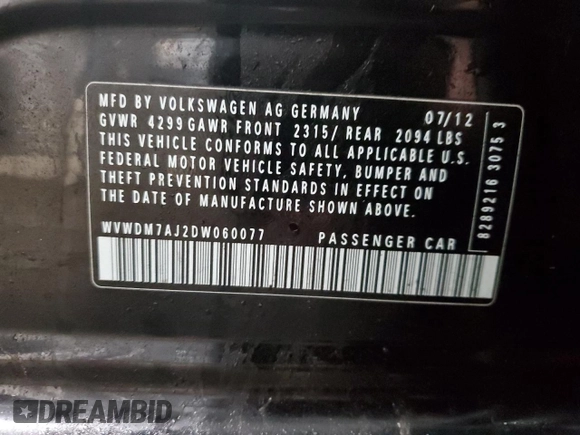 MFD BY VOLKSWAGEN AG GERMANY 07/12
GVWR 4299 GAWR FRONT 2315/ REAR 2094 LBS
THIS VEHICLE CONFORMS TO ALL APPLICABLE U.S.
FEDERAL MOTOR VEHICLE SAFETY, BUMPER AND
THEFT PREVENTION STANDARDS IN EFFECT ON
THE DATE OF MANUFACTURE SHOWN ABOVE.
WVWDM7AJ2DW060077 PASSENGER CAR
8289216 3075 3
DREAMBID